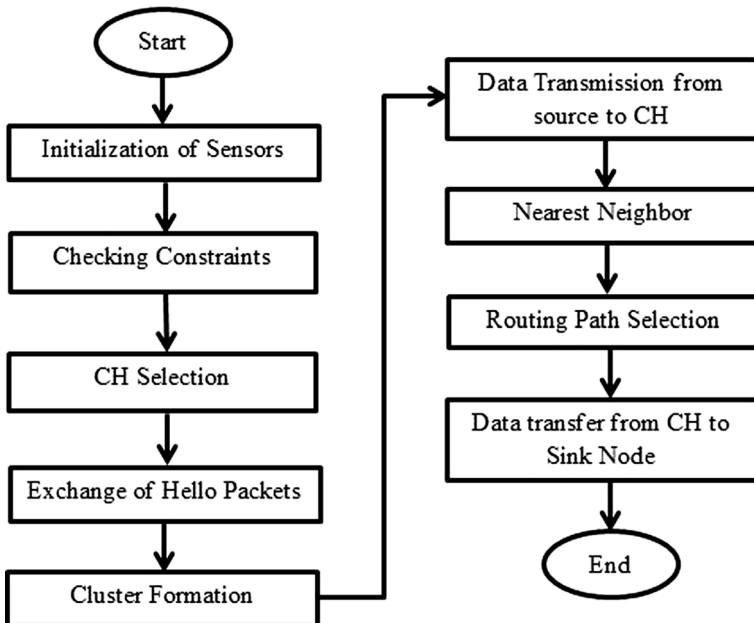 Start
Initialization of Sensors
Checking Constraints
CH Selection
Exchange of Hello Packets
Cluster Formation
Data Transmission from
source to CH
Nearest Neighbor
Routing Path Selection
Data transfer from CH to
Sink Node
End